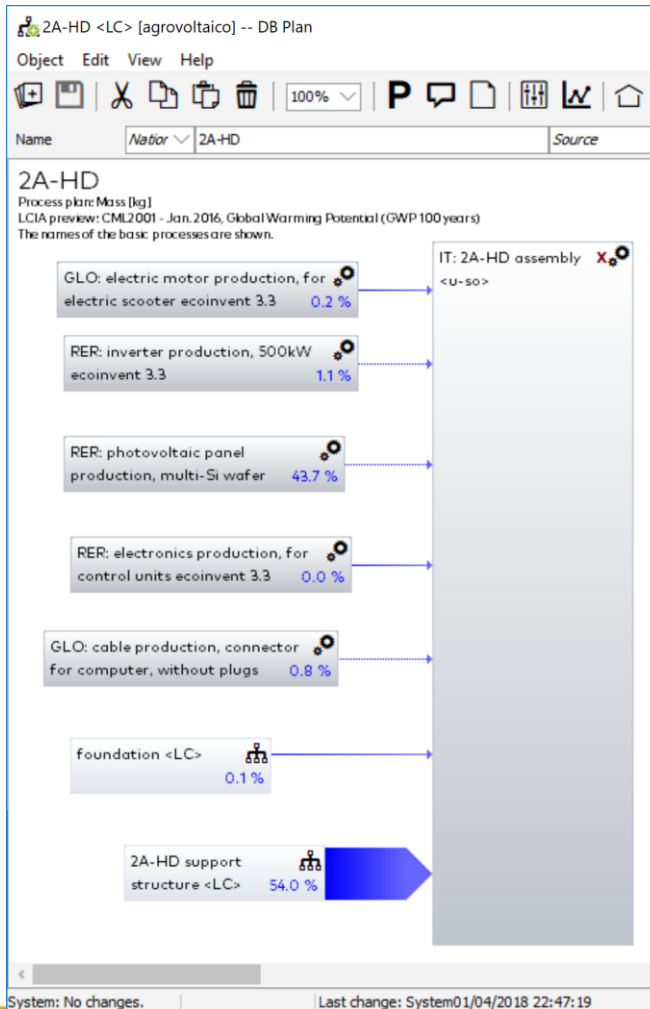 2A-HD <LC> [agrovoltaico] -- DB Plan
Object Edit View Help
100% P
Name Natior 2A-HD Source
2A-HD
Process plan: Mass [kg]
LCIA preview: CML2001 - Jan. 2016, Global Warming Potential (GWP 100 years)
The names of the basic processes are shown.
IT: 2A-HD assembly X
<u-so>
GLO: electric motor production, for
electric scooter ecoinvent 3.3 0.2 %
RER: inverter production, 500kW
ecoinvent 3.3 1.1 %
RER: photovoltaic panel
production, multi-Si wafer 43.7 %
RER: electronics production, for
control units ecoinvent 3.3 0.0 %
GLO: cable production, connector
for computer, without plugs 0.8 %
foundation <LC>
0.1 %
2A-HD support
structure <LC> 54.0 %
System: No changes. Last change: System01/04/2018 22:47:19